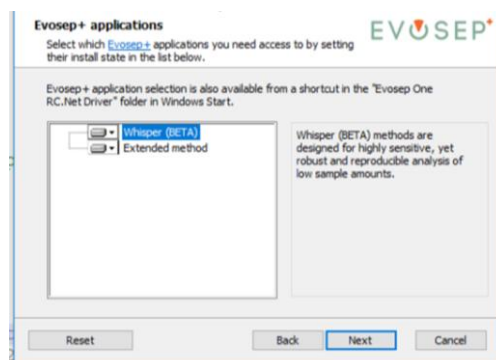 Evosep+ applications
EVOSEP+
Select which Evosep+ applications you need access to by setting
their install state in the list below.
Evosep+ application selection is also available from a shortcut in the "Evosep One
RC.Net Driver" folder in Windows Start.
Whisper (BETA)
Extended method
Whisper (BETA) methods are
designed for highly sensitive, yet
robust and reproducible analysis of
low sample amounts.
Reset
Back
Next
Cancel